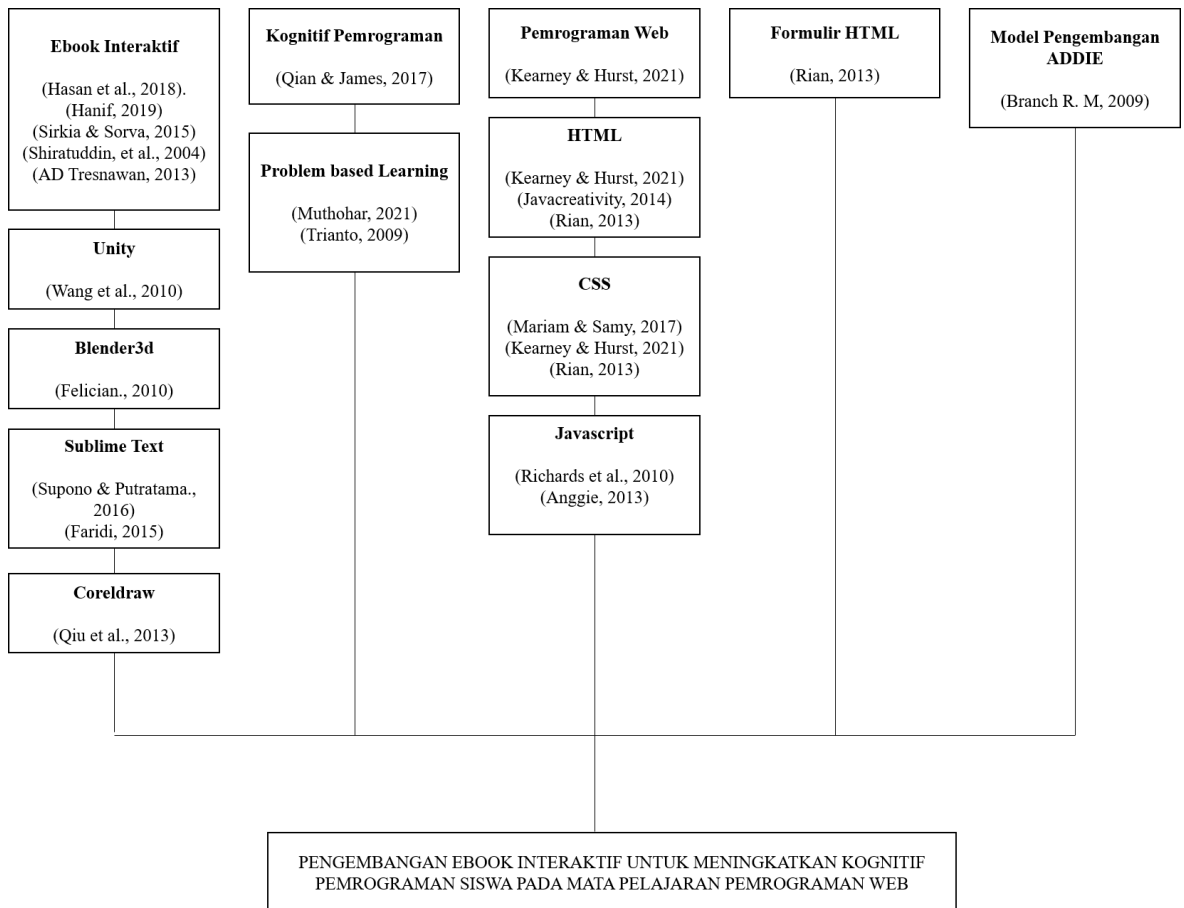 Ebook Interaktif
(Hasan et al., 2018).
(Hanif, 2019)
(Sirkia & Sorva, 2015)
(Shiratuddin, et al., 2004)
(AD Tresnawan, 2013)
Unity
(Wang et al., 2010)
Blender3d
(Felician., 2010)
Sublime Text
(Supono & Putratama.,
2016)
(Faridi, 2015)
Coreldraw
(Qiu et al., 2013)
Kognitif Pemrograman
(Qian & James, 2017)
Problem based Learning
(Muthohar, 2021)
(Trianto, 2009)
Pemrograman Web
(Kearney & Hurst, 2021)
HTML
(Kearney & Hurst, 2021)
(Javacreativity, 2014)
(Rian, 2013)
CSS
(Mariam & Samy, 2017)
(Kearney & Hurst, 2021)
(Rian, 2013)
Javascript
(Richards et al., 2010)
(Anggie, 2013)
Formulir HTML
(Rian, 2013)
Model Pengembangan
ADDIE
(Branch R. M, 2009)
PENGEMBANGAN EBOOK INTERAKTIF UNTUK MENINGKATKAN KOGNITIF
PEMROGRAMAN SISWA PADA MATA PELAJARAN PEMROGRAMAN WEB